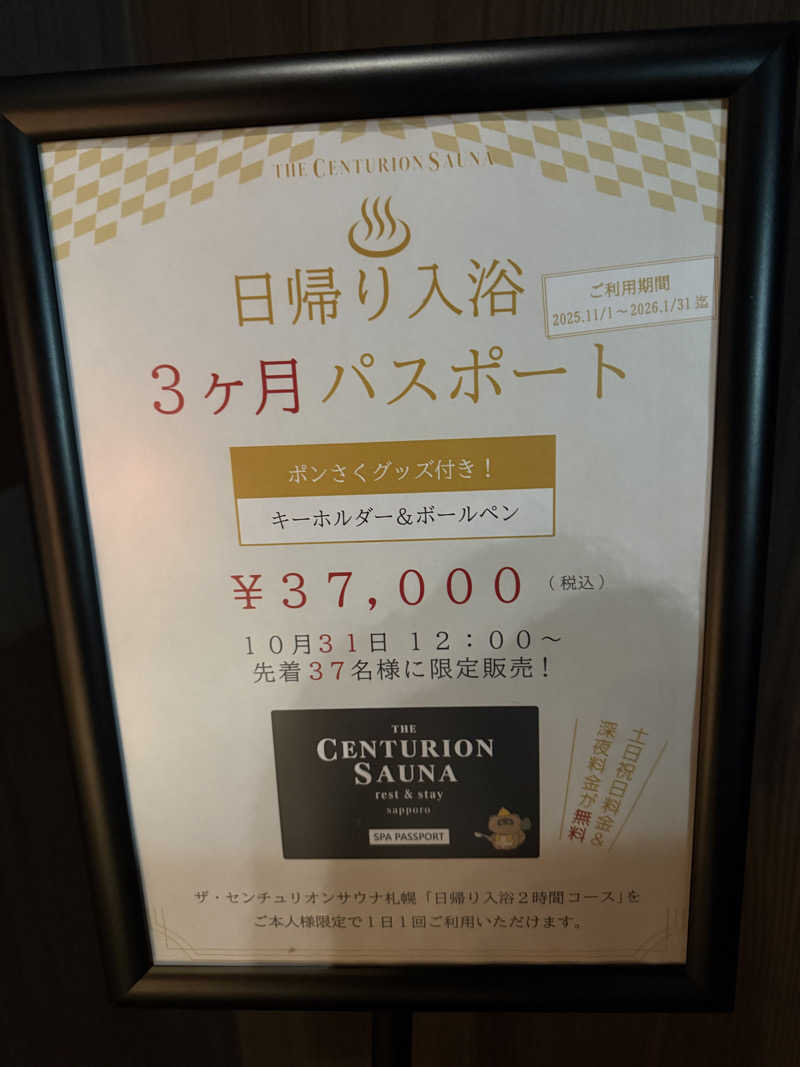 THE CENTURION SAUNA
日帰り入浴
ご利用期間
2025.11/1～2026.1/31 迄
3ヶ月 パスポート
ポンさくグッズ付き！
キーホルダー＆ボールペン
￥37,000 （税込）
10月31日 12：00～
先着37名様に限定販売！
THE
CENTURION
SAUNA
rest & stay
sapporo
SPA PASSPORT
土日祝日料金&
深夜料金が無料
ザ・センチュリオンサウナ札幌「日帰り入浴2時間コース」を
ご本人様限定で1日1回ご利用いただけます。